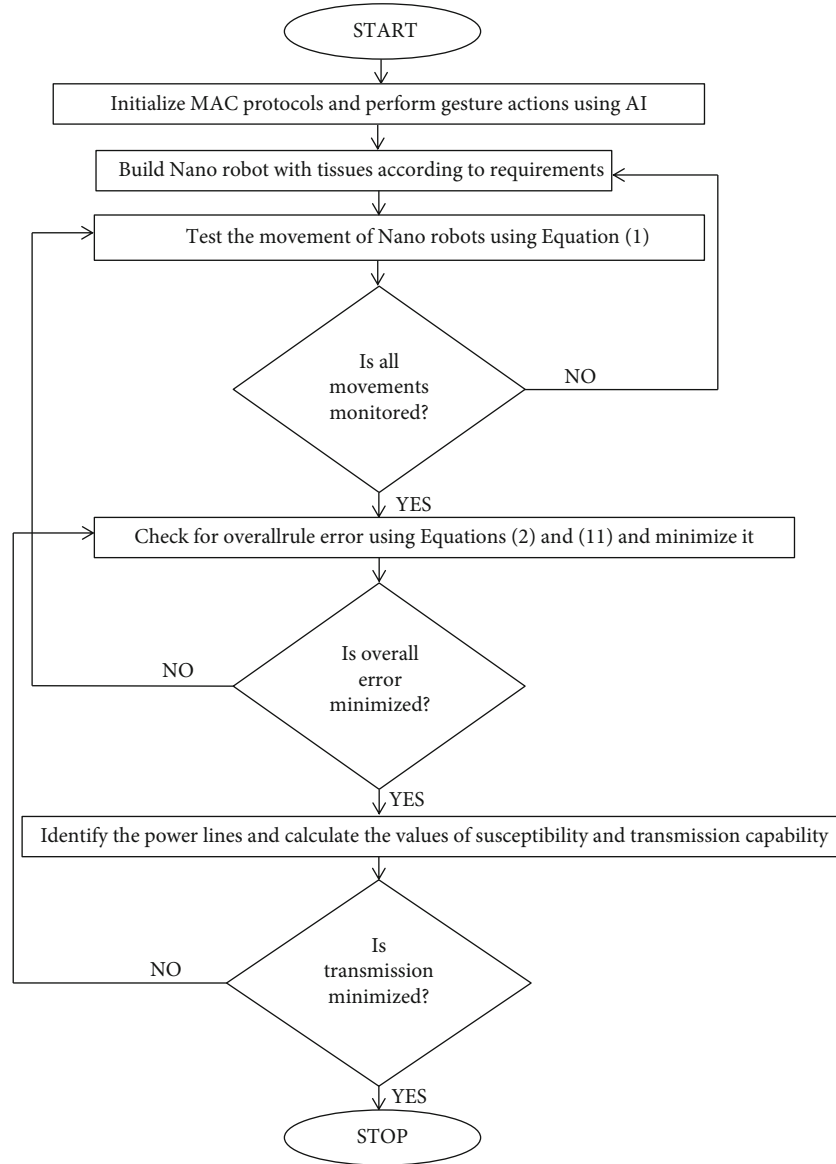 START
Initialize MAC protocols and perform gesture actions using AI
Build Nano robot with tissues according to requirements
Test the movement of Nano robots using Equation (1)
Is all
movements
monitored?
NO
YES
Check for overallrule error using Equations (2) and (11) and minimize it
NO
Is overall
error
minimized?
YES
Identify the power lines and calculate the values of susceptibility and transmission capability
NO
Is
transmission
minimized?
YES
STOP